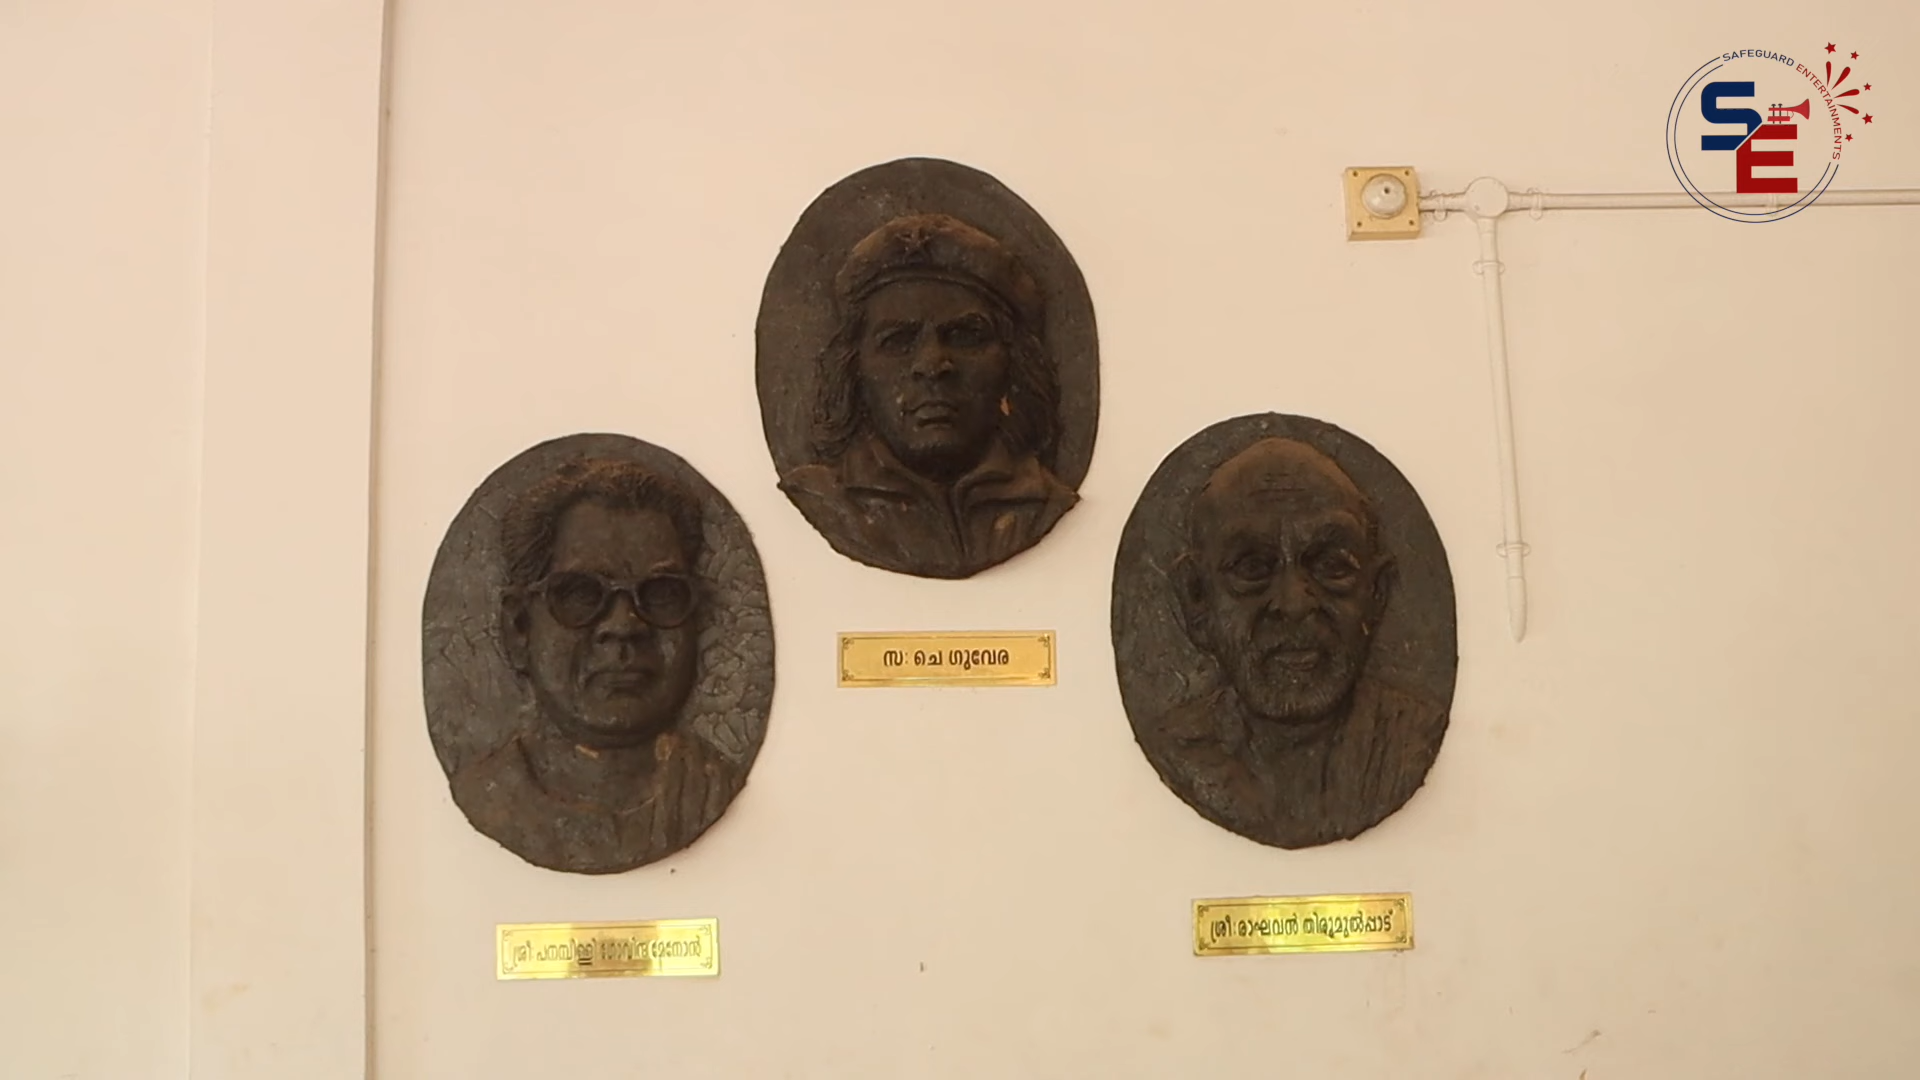 SAFEGUARD ENTERTAINMENTS
SE
സ: ചെ ഗുവേര
ശ്രീ: രാഘവൻ തിരുമുൽപ്പാട്
ശ്രീ: പനമ്പിള്ളി ഗോവിന്ദ മേനോൻ